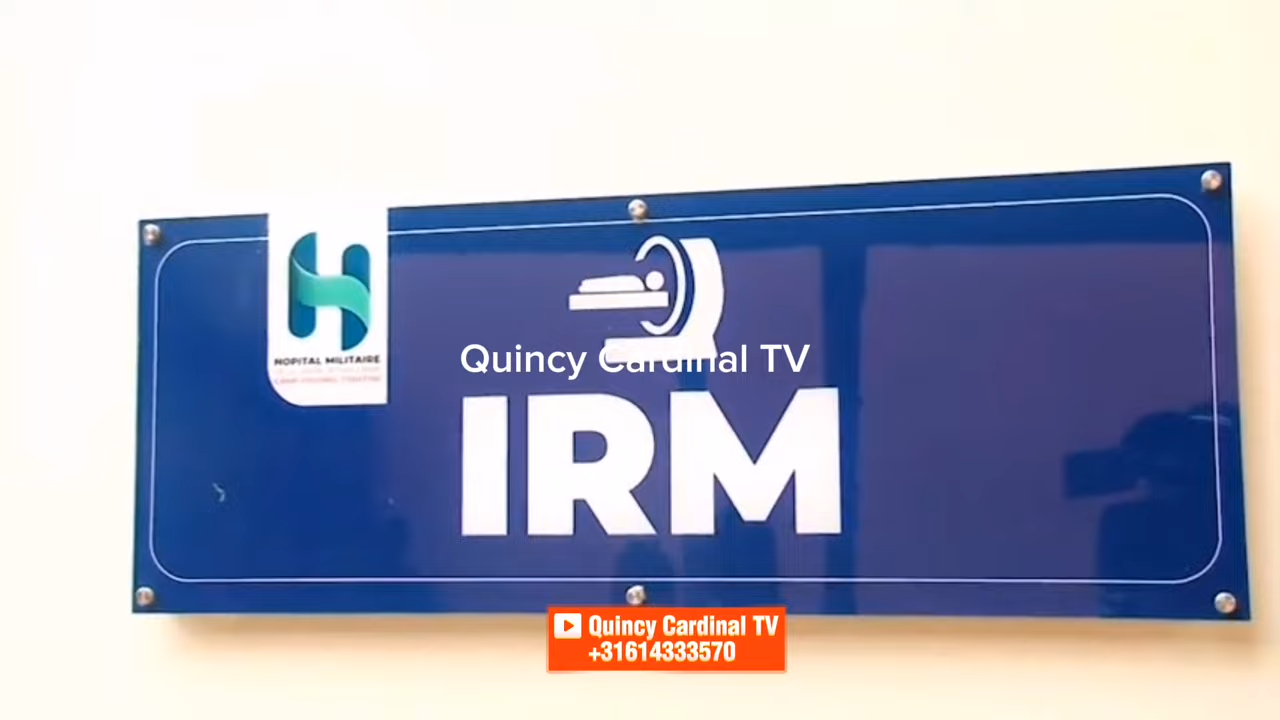 HOPITAL MILITAIRE
Quincy Cardinal TV
IRM
Quincy Cardinal TV
+31614333570